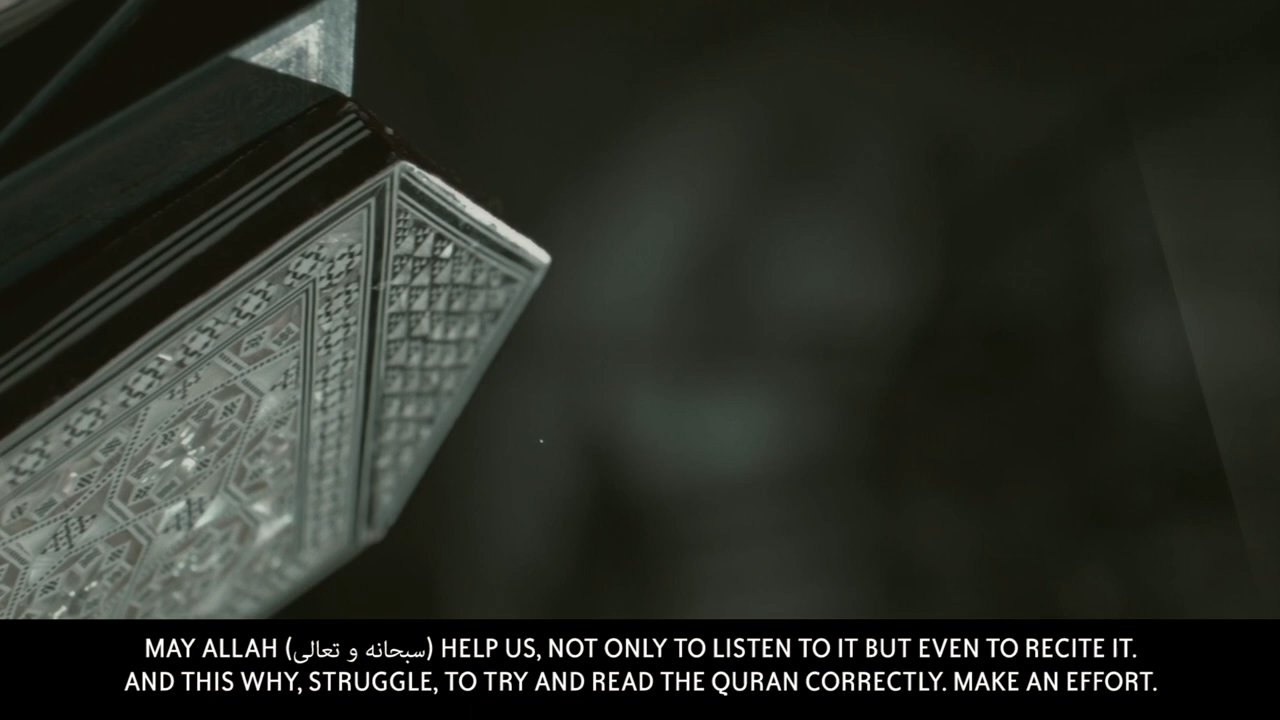 MAY ALLAH (سبحانه و تعالى) HELP US, NOT ONLY TO LISTEN TO IT BUT EVEN TO RECITE IT.
AND THIS WHY, STRUGGLE, TO TRY AND READ THE QURAN CORRECTLY. MAKE AN EFFORT.